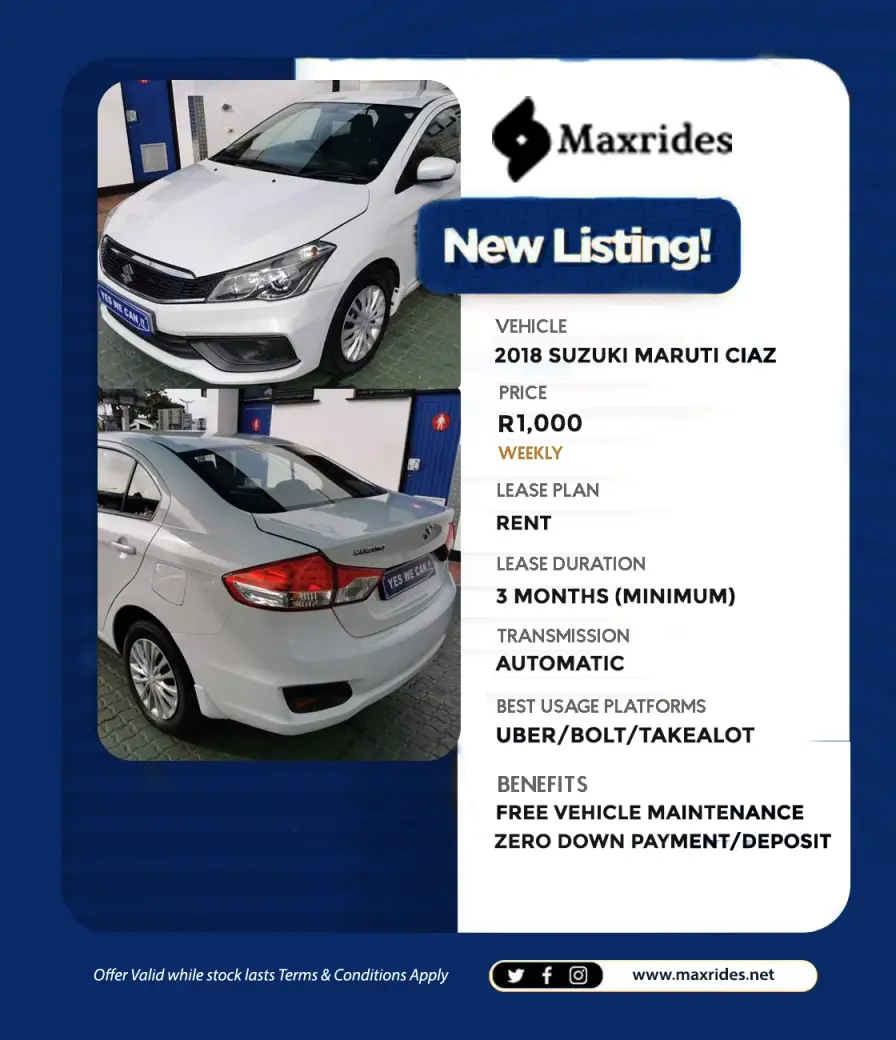 Maxrides
New Listing!
VEHICLE
2018 SUZUKI MARUTI CIAZ
PRICE
R1,000
WEEKLY
LEASE PLAN
RENT
LEASE DURATION
3 MONTHS (MINIMUM)
TRANSMISSION
AUTOMATIC
BEST USAGE PLATFORMS
UBER/BOLT/TAKEALOT
BENEFITS
FREE VEHICLE MAINTENANCE
ZERO DOWN PAYMENT/DEPOSIT
YES WE CAN
YES WE CAN
Offer Valid while stock lasts Terms & Conditions Apply
www.maxrides.net